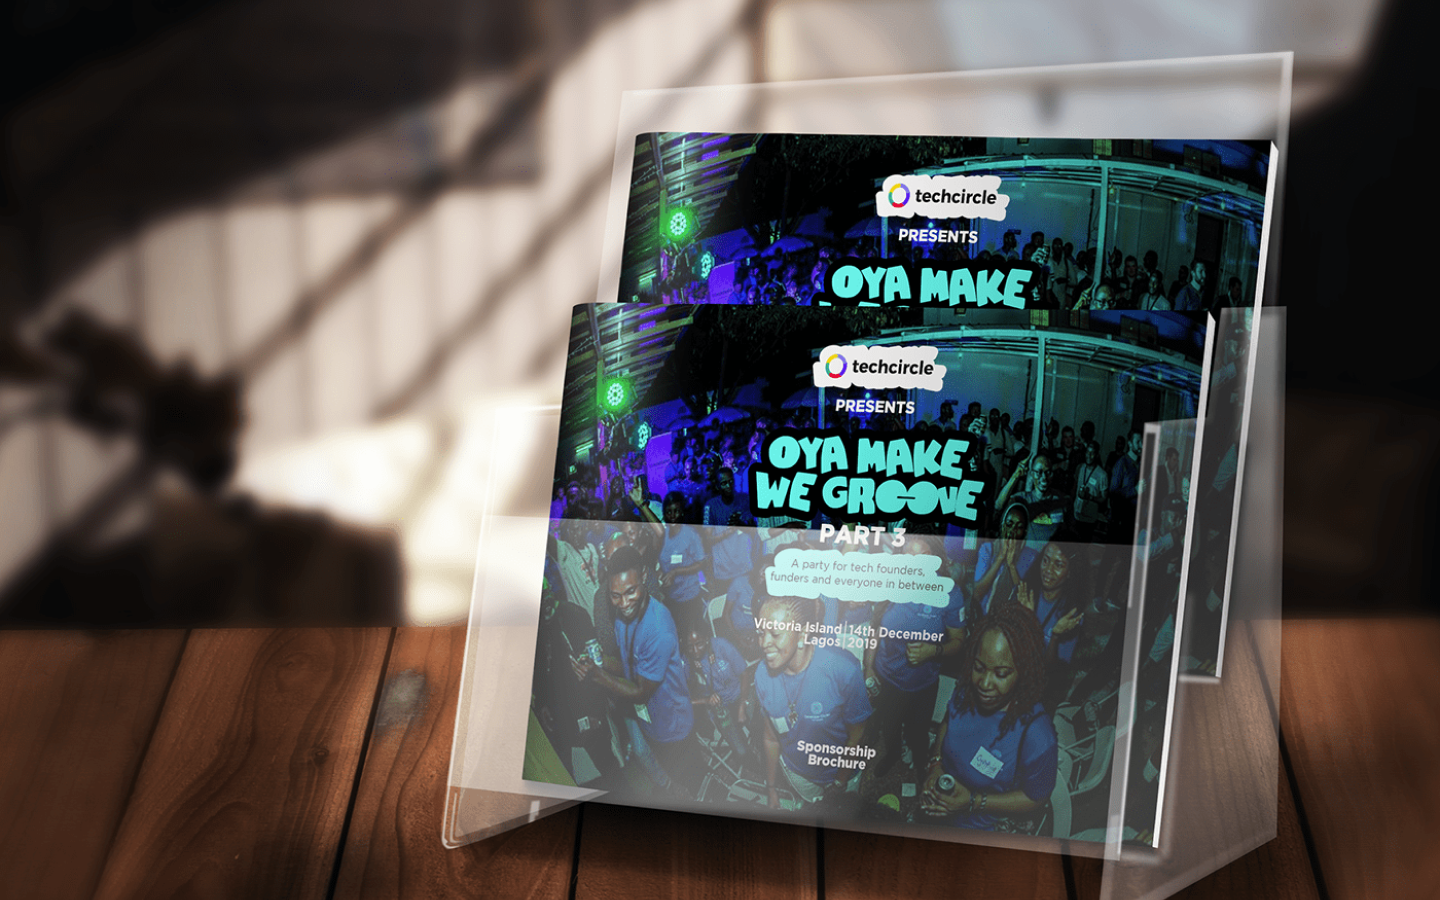 techcircle
PRESENTS
OYA MAKE
techcircle
PRESENTS
OYA MAKE
WE GROOVE
PART 3
A party for tech founders,
funders and everyone in between
Victoria Island | 14th December
Lagos | 2019
Sponsorship
Brochure